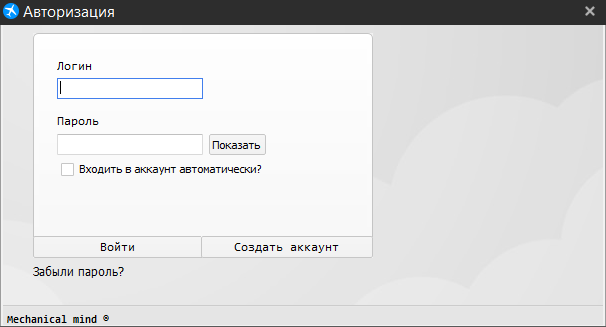 Авторизация
Логин
Пароль
Показать
Входить в аккаунт автоматически?
Войти
Создать аккаунт
Забыли пароль?
Mechanical mind ®